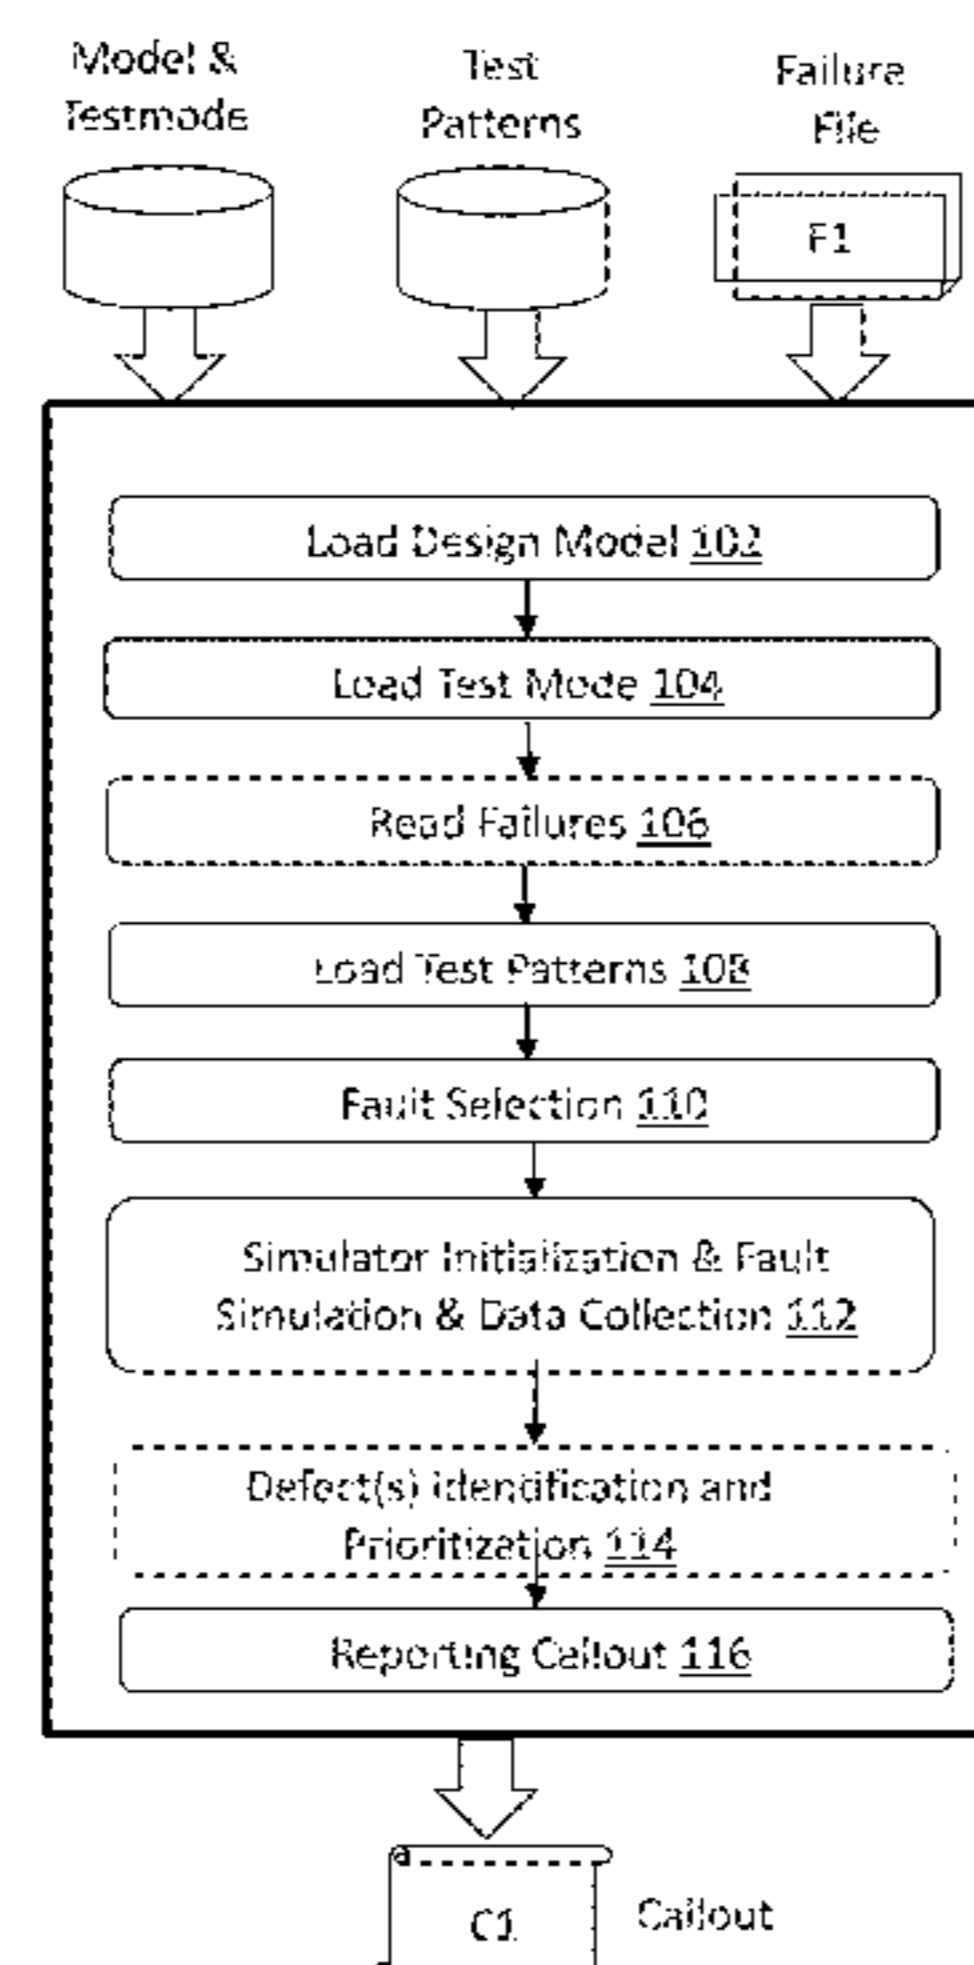 Model &
Testmode
Test
Patterns
Failure
File
F1
Load Design Model 102
Load Test Mode 104
Read Failures 106
Load Test Patterns 108
Fault Selection 110
Simulator Initialization & Fault
Simulation & Data Collection 112
Defect(s) Identification and
Prioritization 114
Reporting Callout 116
C1
Callout